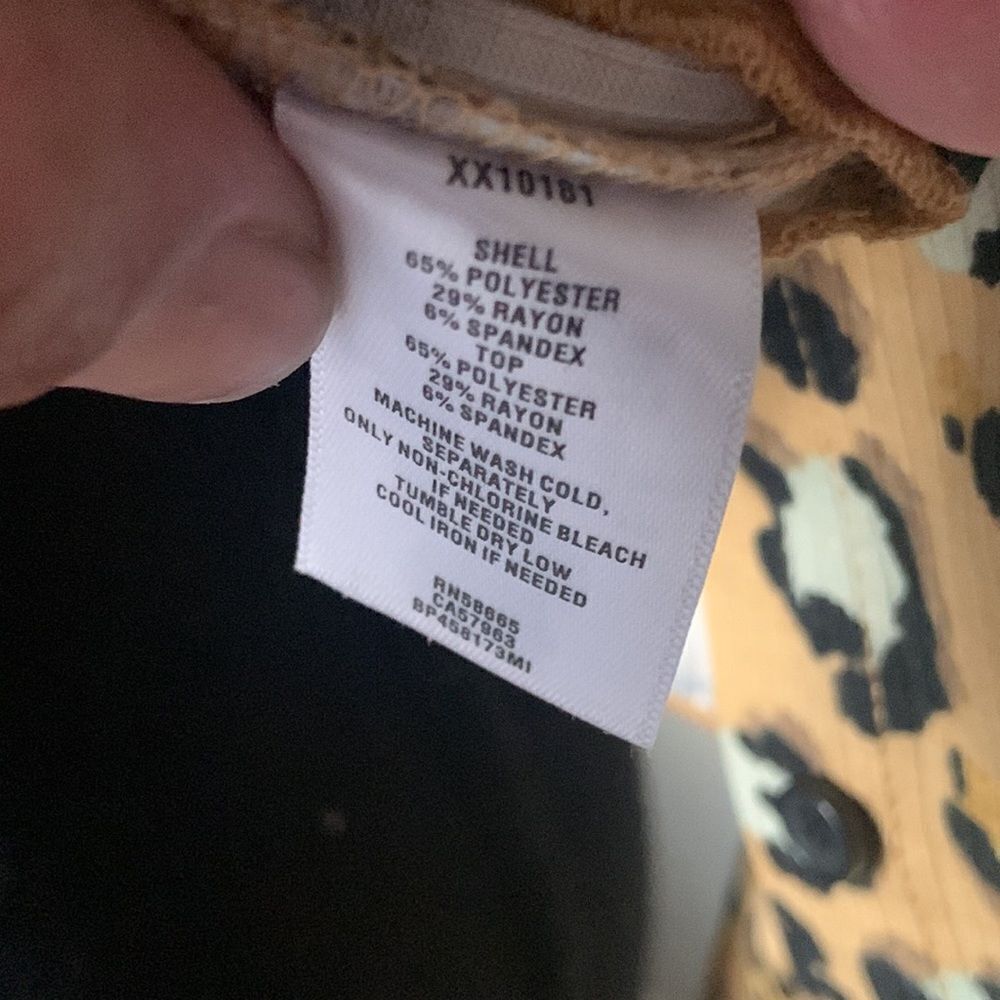 XX10181
SHELL
65% POLYESTER
29% RAYON
6% SPANDEX
TOP
65% POLYESTER
29% RAYON
6% SPANDEX
MACHINE WASH COLD,
SEPARATELY
ONLY NON-CHLORINE BLEACH
IF NEEDED
TUMBLE DRY LOW
COOL IRON IF NEEDED
RN58665
CA57963
BP458173MI